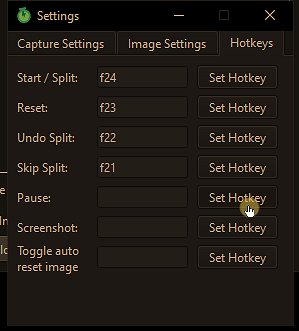 Settings
Capture Settings Image Settings Hotkeys
Start / Split: f24 Set Hotkey
Reset: f23 Set Hotkey
Undo Split: f22 Set Hotkey
Skip Split: f21 Set Hotkey
Pause: Set Hotkey
Screenshot: Set Hotkey
Toggle auto
reset image Set Hotkey